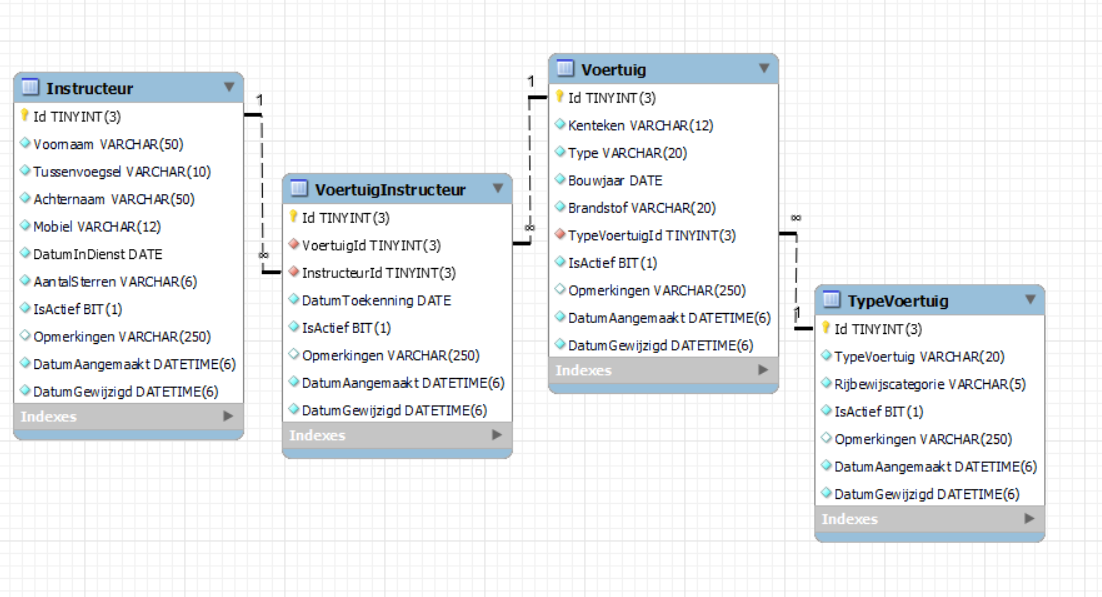 Instructeur
Id TINYINT(3)
Voornaam VARCHAR(50)
Tussenvoegsel VARCHAR(10)
Achternaam VARCHAR(50)
Mobiel VARCHAR(12)
DatumInDienst DATE
AantalSterren VARCHAR(6)
IsActief BIT(1)
Opmerkingen VARCHAR(250)
DatumAangemaakt DATETIME(6)
DatumGewijzigd DATETIME(6)
Indexes
1
∞
VoertuigInstructeur
Id TINYINT(3)
VoertuigId TINYINT(3)
InstructeurId TINYINT(3)
DatumToekenning DATE
IsActief BIT(1)
Opmerkingen VARCHAR(250)
DatumAangemaakt DATETIME(6)
DatumGewijzigd DATETIME(6)
Indexes
1
∞
Voertuig
Id TINYINT(3)
Kenteken VARCHAR(12)
Type VARCHAR(20)
Bouwjaar DATE
Brandstof VARCHAR(20)
TypeVoertuigId TINYINT(3)
IsActief BIT(1)
Opmerkingen VARCHAR(250)
DatumAangemaakt DATETIME(6)
DatumGewijzigd DATETIME(6)
Indexes
∞
1
TypeVoertuig
Id TINYINT(3)
TypeVoertuig VARCHAR(20)
Rijbewijscategorie VARCHAR(5)
IsActief BIT(1)
Opmerkingen VARCHAR(250)
DatumAangemaakt DATETIME(6)
DatumGewijzigd DATETIME(6)
Indexes